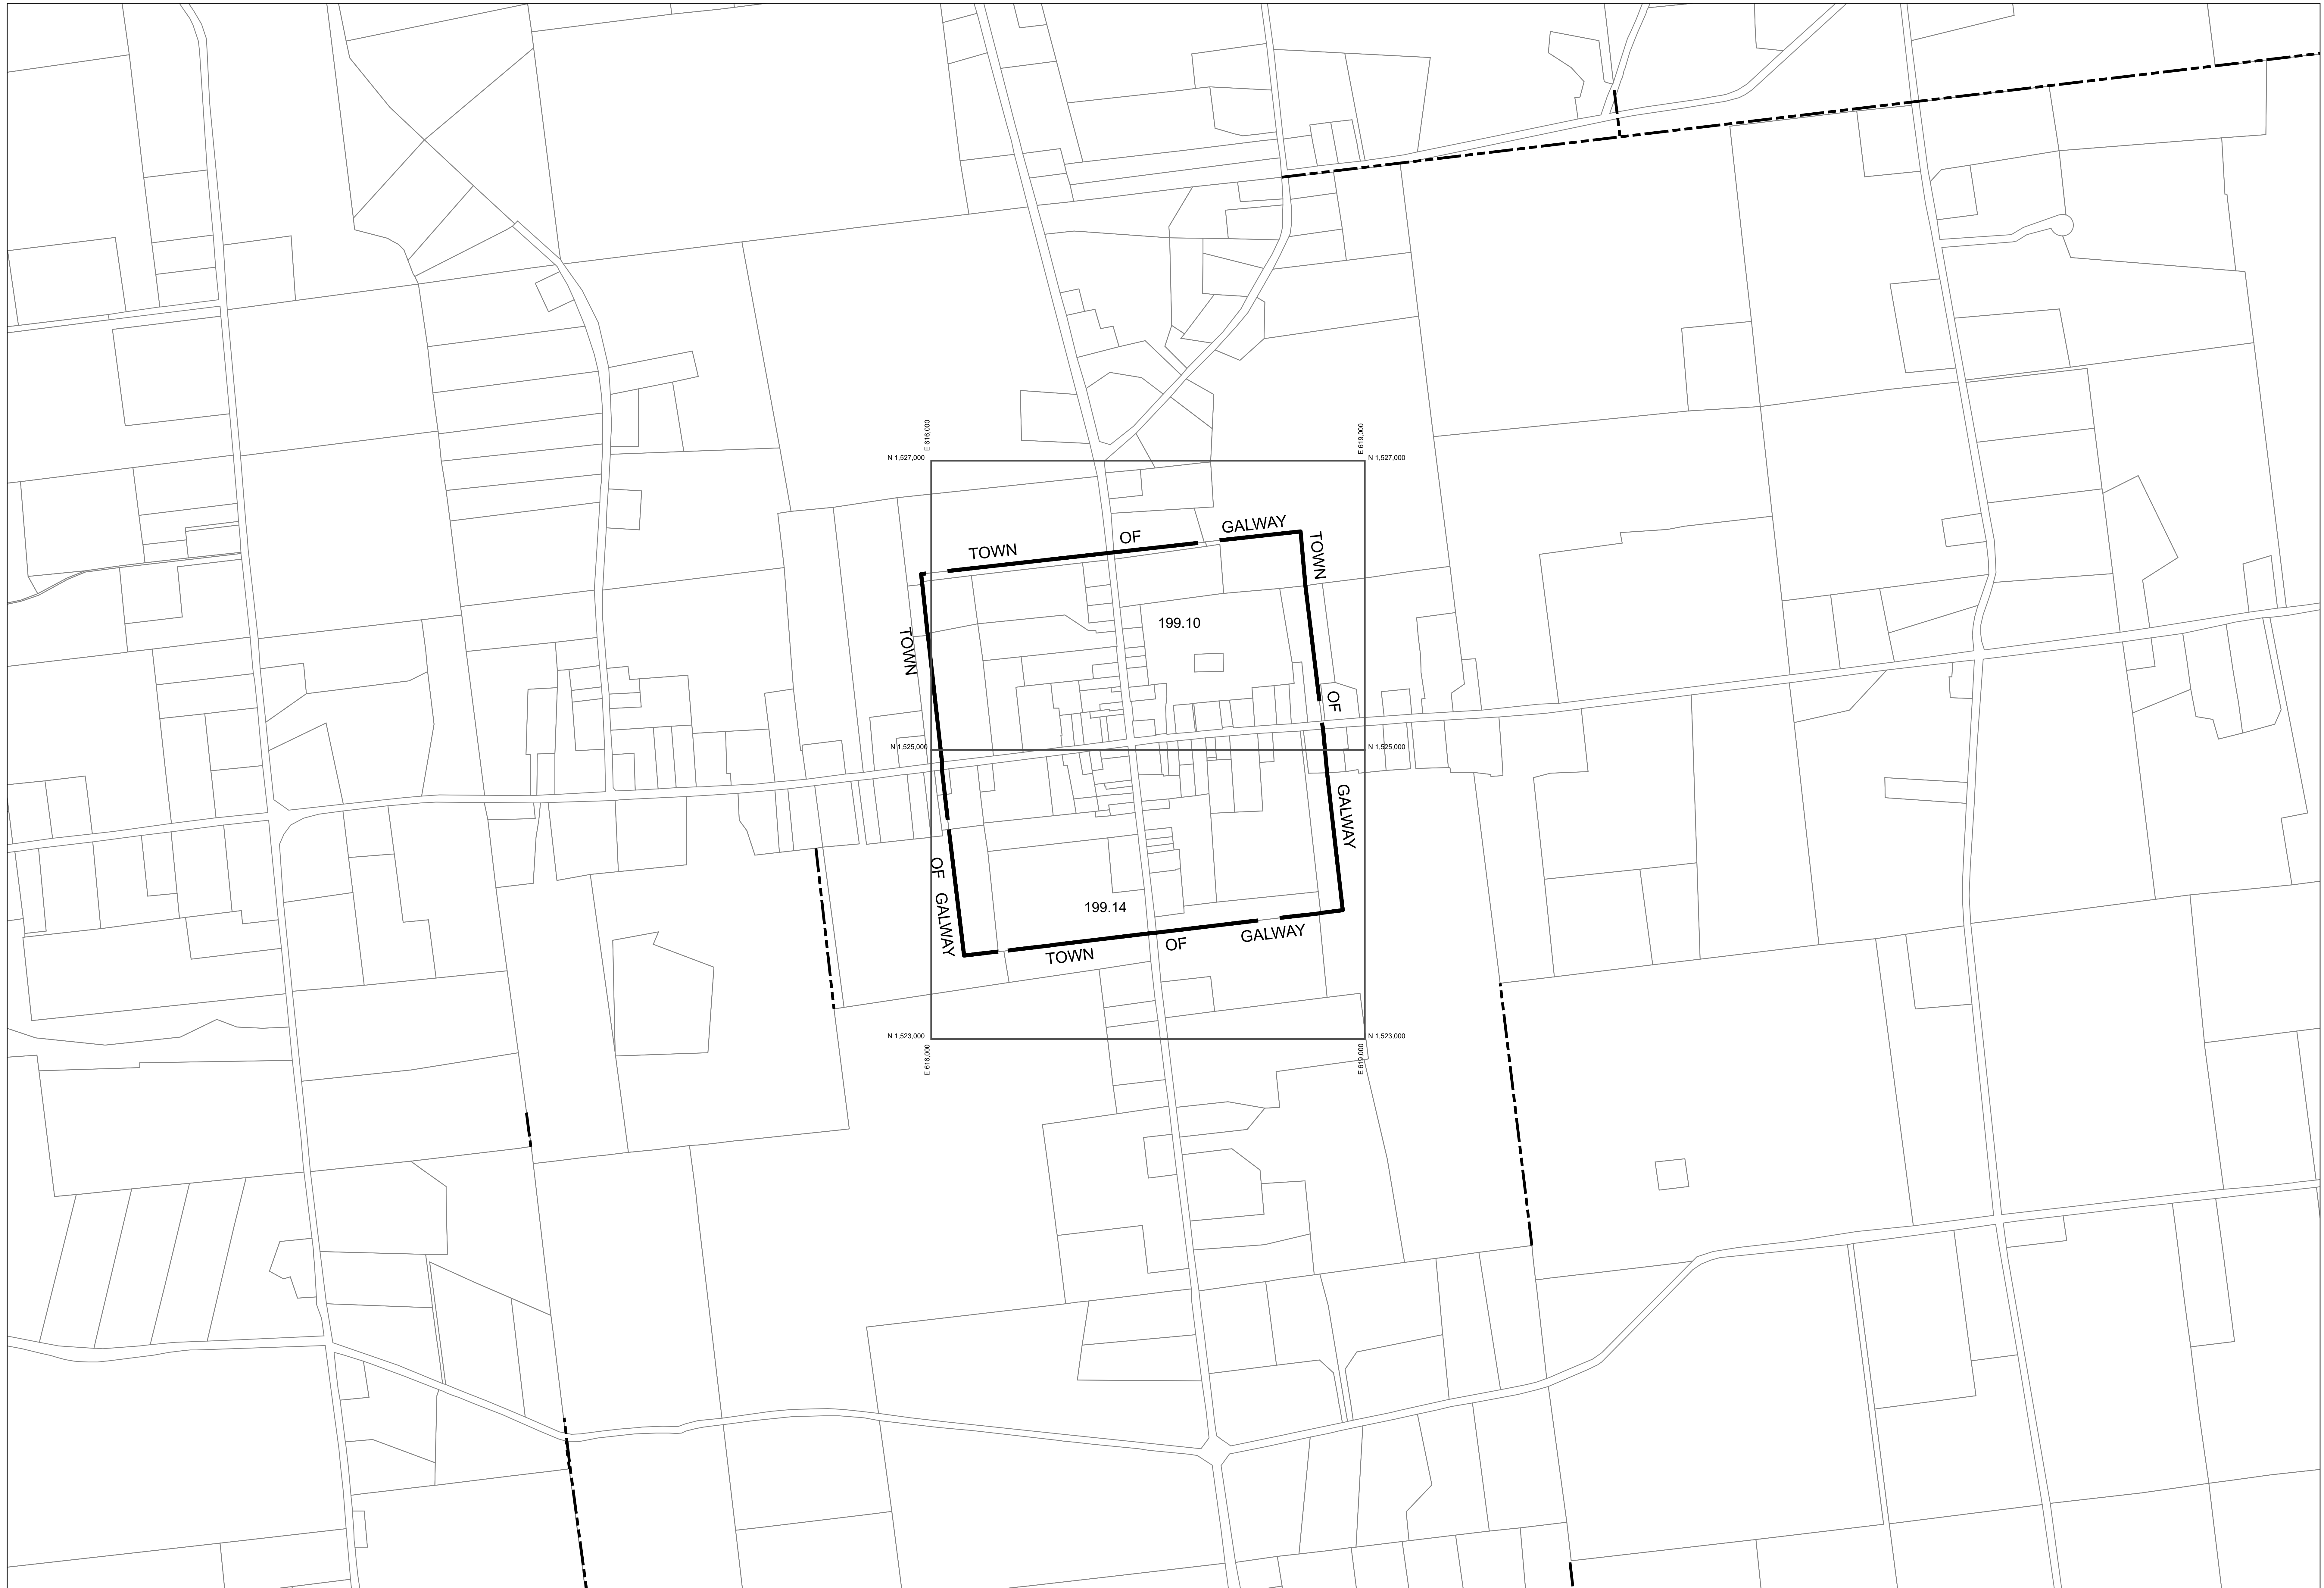 E 616,000
E 619,000
N 1,527,000
N 1,527,000
TOWN OF GALWAY
TOWN OF GALWAY
TOWN OF GALWAY
199.10
N 1,525,000
N 1,525,000
199.14
TOWN OF GALWAY
N 1,523,000
N 1,523,000
E 616,000
E 619,000